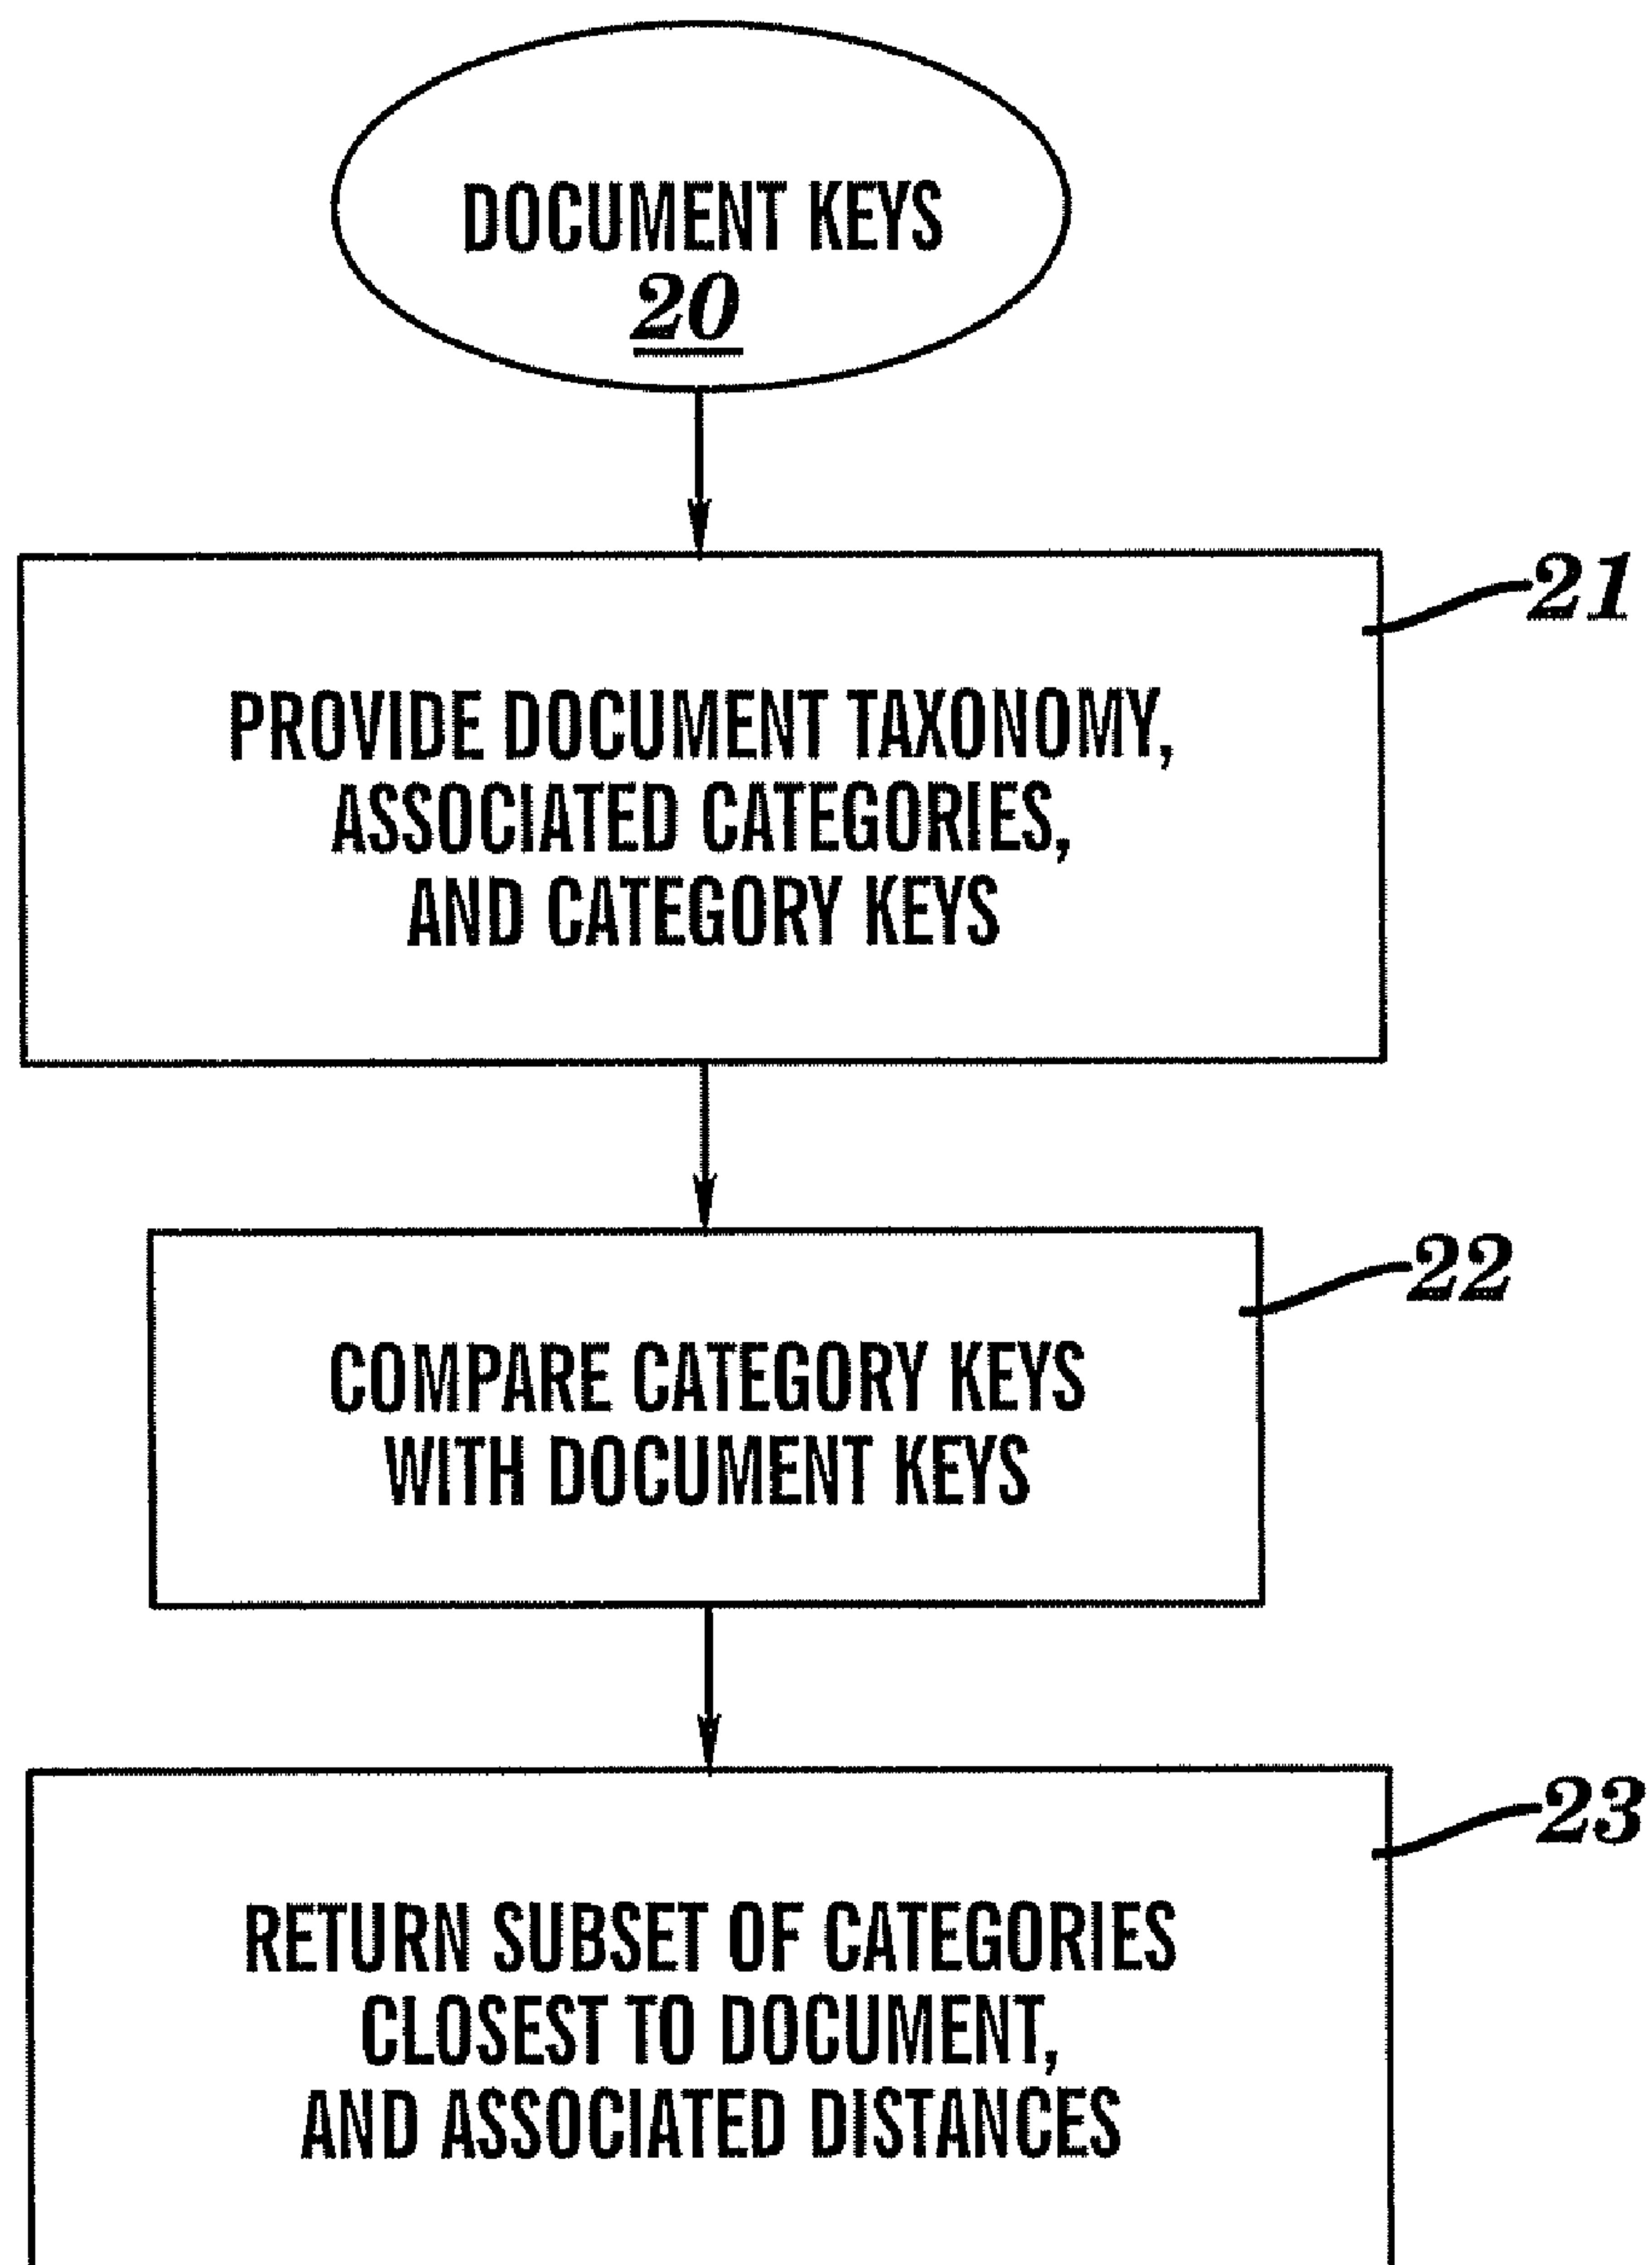 DOCUMENT KEYS
20
21
PROVIDE DOCUMENT TAXONOMY,
ASSOCIATED CATEGORIES,
AND CATEGORY KEYS
22
COMPARE CATEGORY KEYS
WITH DOCUMENT KEYS
23
RETURN SUBSET OF CATEGORIES
CLOSEST TO DOCUMENT,
AND ASSOCIATED DISTANCES